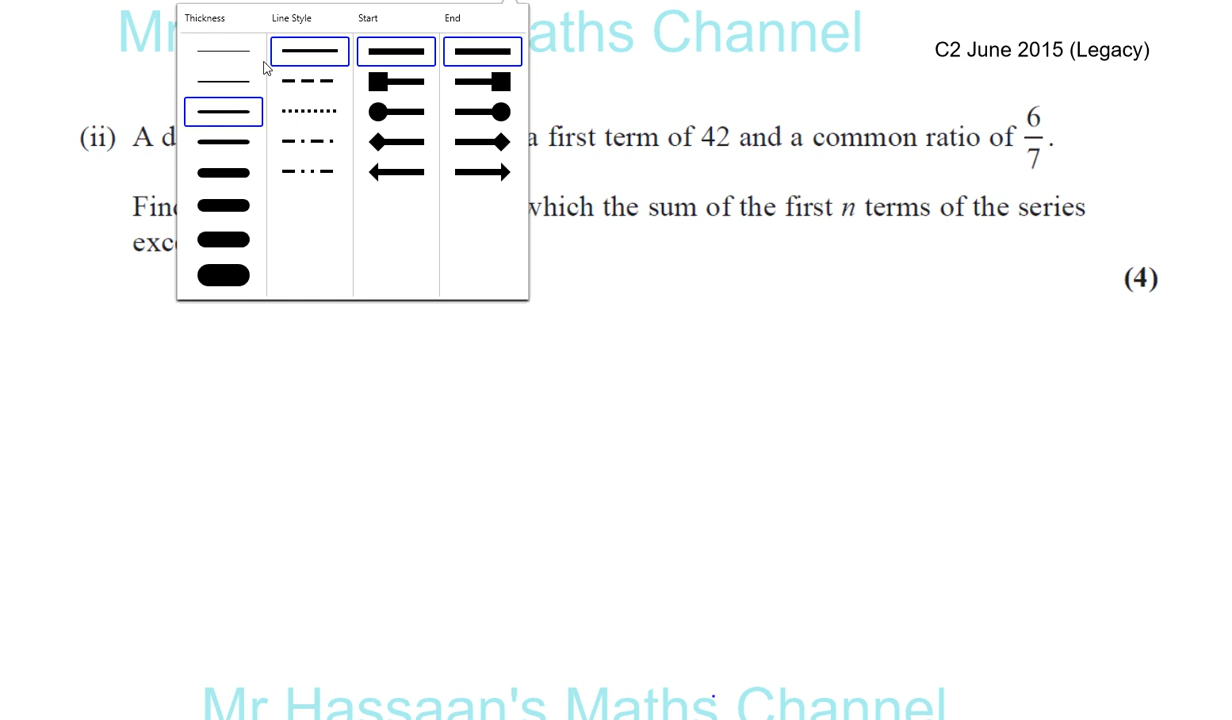 Thickness Line Style Start End
Mr aths Channel
C2 June 2015 (Legacy)
(ii) A d a first term of 42 and a common ratio of 6/7.
Find which the sum of the first n terms of the series
exc
(4)
Mr Hassaan's Maths Channel